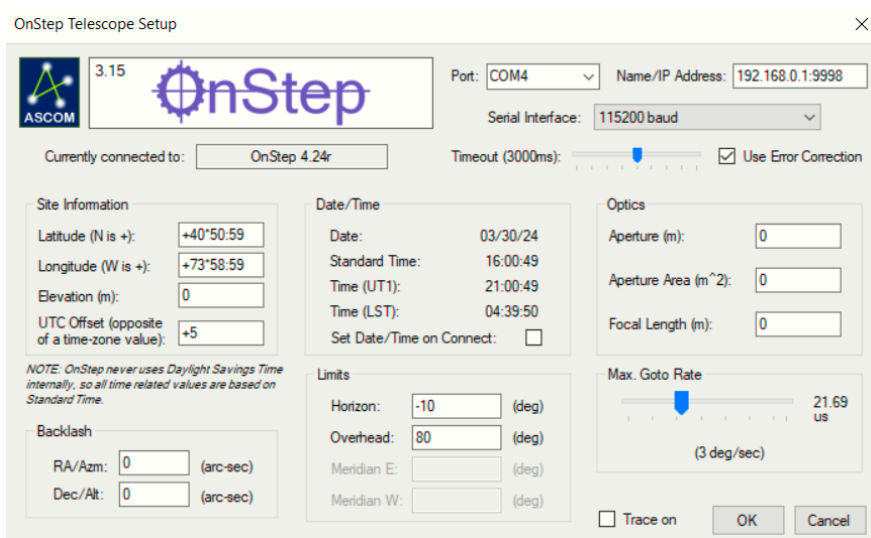 OnStep Telescope Setup
ASCOM
3.15
OnStep
Port: COM4
Name/IP Address: 192.168.0.1:9998
Serial Interface: 115200 baud
Currently connected to: OnStep 4.24r
Timeout (3000ms):
Use Error Correction
Site Information
Latitude (N is +): +40*50:59
Longitude (W is +): +73*58:59
Elevation (m): 0
UTC Offset (opposite
of a time-zone value): +5
NOTE: OnStep never uses Daylight Savings Time
internally, so all time related values are based on
Standard Time.
Backlash
RA/Azm: 0 (arc-sec)
Dec/Alt: 0 (arc-sec)
Date/Time
Date: 03/30/24
Standard Time: 16:00:49
Time (UT1): 21:00:49
Time (LST): 04:39:50
Set Date/Time on Connect:
Limits
Horizon: -10 (deg)
Overhead: 80 (deg)
Meridian E: (deg)
Meridian W: (deg)
Optics
Aperture (m): 0
Aperture Area (m^2): 0
Focal Length (m): 0
Max. Goto Rate
21.69
us
(3 deg/sec)
Trace on
OK
Cancel